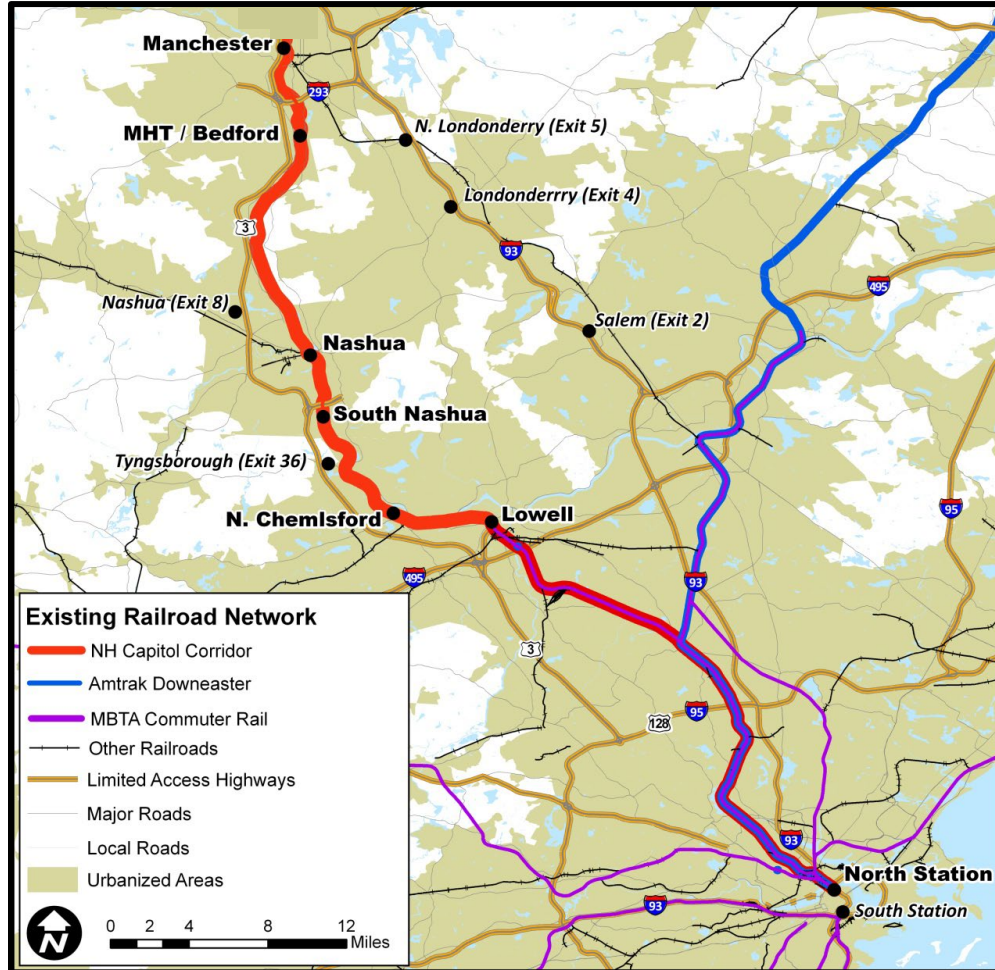 Manchester
293
MHT / Bedford
N. Londonderry (Exit 5)
Londonderrry (Exit 4)
3
93
495
Nashua (Exit 8)
Salem (Exit 2)
Nashua
South Nashua
Tyngsborough (Exit 36)
N. Chemlsford
Lowell
95
495
93
3
95
128
93
North Station
93
South Station
Existing Railroad Network
NH Capitol Corridor
Amtrak Downeaster
MBTA Commuter Rail
Other Railroads
Limited Access Highways
Major Roads
Local Roads
Urbanized Areas
N
0 2 4 8 12
Miles